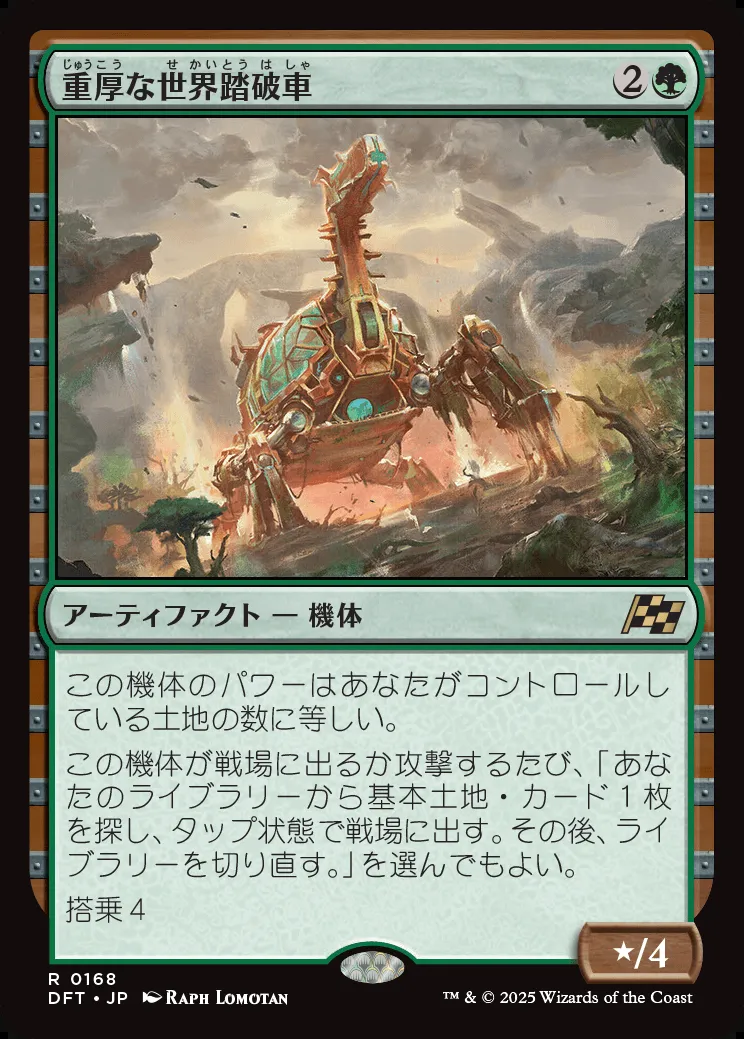 じゅうこう せかいとうはしゃ
重厚な世界踏破車
2
アーティファクト — 機体
この機体のパワーはあなたがコントロールし
ている土地の数に等しい。
この機体が戦場に出るか攻撃するたび、「あな
たのライブラリーから基本土地・カード1枚
を探し、タップ状態で戦場に出す。その後、ライ
ブラリーを切り直す。」を選んでもよい。
搭乗4
★/4
R 0168
DFT • JP Raph Lomotan
™ & © 2025 Wizards of the Coast